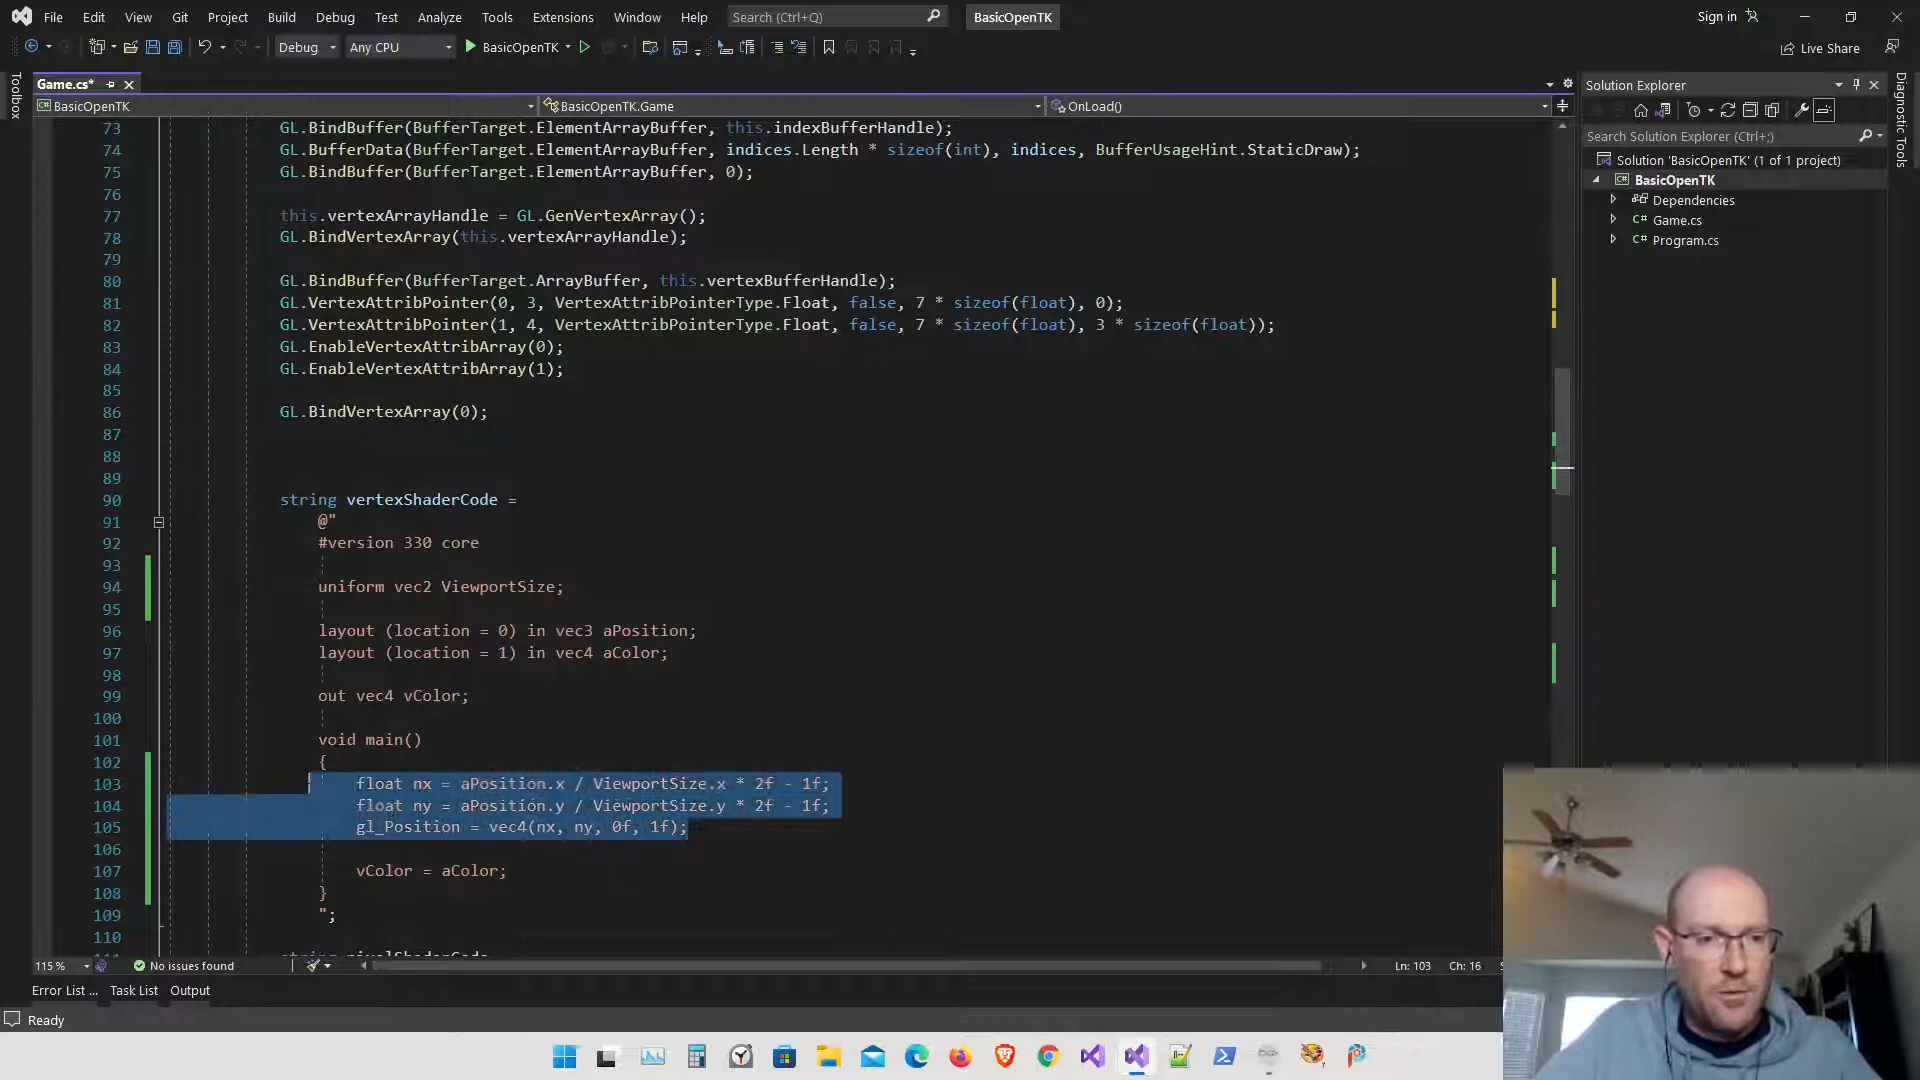 File Edit View Git Project Build Debug Test Analyze Tools Extensions Window Help Search (Ctrl+Q) BasicOpenTK Sign in
Debug Any CPU BasicOpenTK Live Share
Toolbox
Game.cs*
BasicOpenTK BasicOpenTK.Game OnLoad()
73 GL.BindBuffer(BufferTarget.ElementArrayBuffer, this.indexBufferHandle);
74 GL.BufferData(BufferTarget.ElementArrayBuffer, indices.Length * sizeof(int), indices, BufferUsageHint.StaticDraw);
75 GL.BindBuffer(BufferTarget.ElementArrayBuffer, 0);
76
77 this.vertexArrayHandle = GL.GenVertexArray();
78 GL.BindVertexArray(this.vertexArrayHandle);
79
80 GL.BindBuffer(BufferTarget.ArrayBuffer, this.vertexBufferHandle);
81 GL.VertexAttribPointer(0, 3, VertexAttribPointerType.Float, false, 7 * sizeof(float), 0);
82 GL.VertexAttribPointer(1, 4, VertexAttribPointerType.Float, false, 7 * sizeof(float), 3 * sizeof(float));
83 GL.EnableVertexAttribArray(0);
84 GL.EnableVertexAttribArray(1);
85
86 GL.BindVertexArray(0);
87
88
89
90 string vertexShaderCode =
91 @"
92 #version 330 core
93
94 uniform vec2 ViewportSize;
95
96 layout (location = 0) in vec3 aPosition;
97 layout (location = 1) in vec4 aColor;
98
99 out vec4 vColor;
100
101 void main()
102 {
103 float nx = aPosition.x / ViewportSize.x * 2f - 1f;
104 float ny = aPosition.y / ViewportSize.y * 2f - 1f;
105 gl_Position = vec4(nx, ny, 0f, 1f);
106
107 vColor = aColor;
108 }
109 ";
110
115 % No issues found Ln: 103 Ch: 16
Error List ... Task List Output
Ready
Solution Explorer
Search Solution Explorer (Ctrl+;)
Solution 'BasicOpenTK' (1 of 1 project)
BasicOpenTK
Dependencies
C# Game.cs
C# Program.cs
Diagnostic Tools